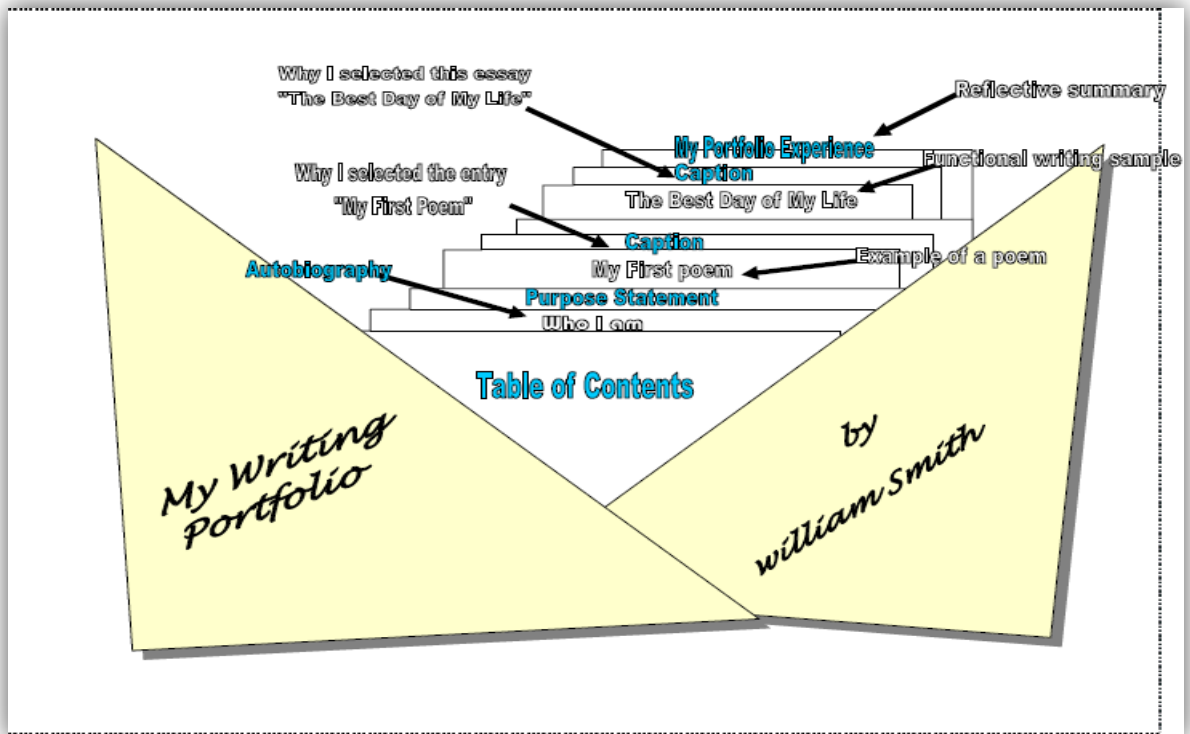 Why I selected this essay
"The Best Day of My Life"
Reflective summary
My Portfolio Experience
Functional writing sample
Caption
Why I selected the entry
"My First Poem"
The Best Day of My Life
Caption
Example of a poem
My First poem
Autobiography
Purpose Statement
Who I am
Table of Contents
My Writing
Portfolio
by
william Smith